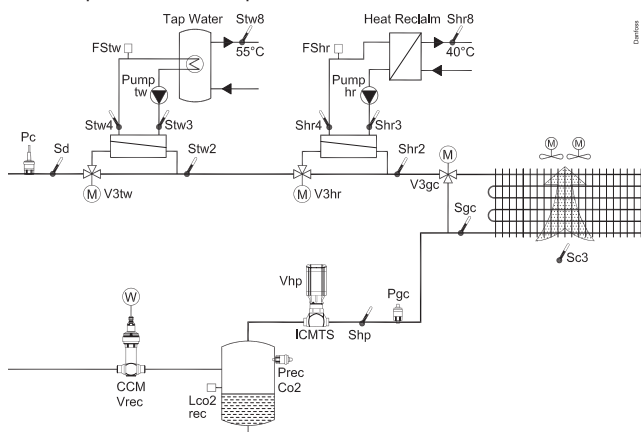 Tap Water
Stw8
FStw
55°C
Pump
tw
Stw4
Stw3
Heat Reclalm
Shr8
FShr
40°C
Pump
hr
Shr4
Shr3
Danfoss
Pc
Sd
Stw2
Shr2
M
V3tw
M
V3hr
M
V3gc
M
M
Sgc
Sc3
Vhp
Pgc
ICMTS
Shp
W
CCM
Vrec
Prec
Co2
Lco2
rec